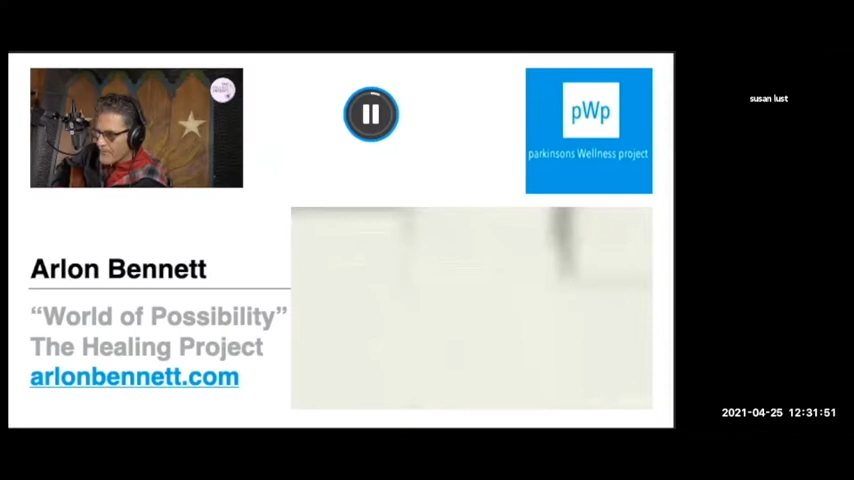 pWp
parkinsons Wellness project
susan lust
Arlon Bennett
“World of Possibility”
The Healing Project
arlonbennett.com
2021-04-25 12:31:51